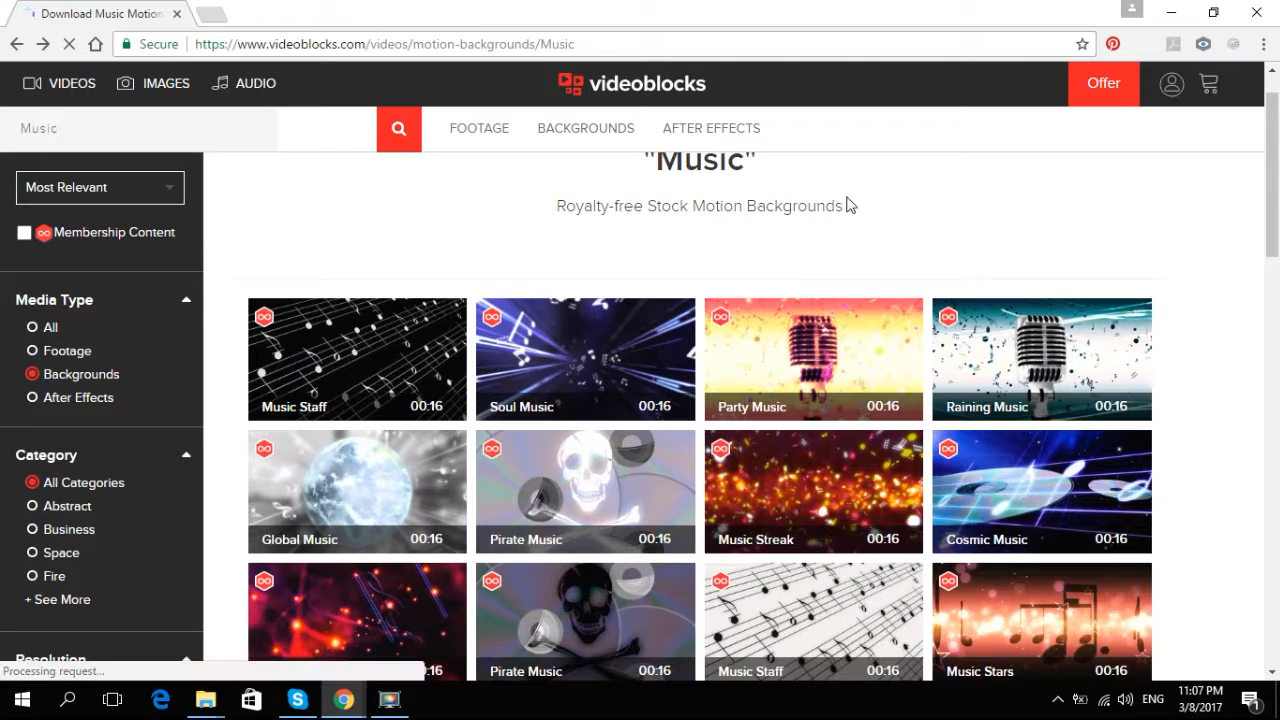 Download Music Motion
Secure https://www.videoblocks.com/videos/motion-backgrounds/Music
VIDEOS IMAGES AUDIO videoblocks Offer
Music FOOTAGE BACKGROUNDS AFTER EFFECTS
"Music"
Royalty-free Stock Motion Backgrounds
Most Relevant
Membership Content
Media Type
All
Footage
Backgrounds
After Effects
Category
All Categories
Abstract
Business
Space
Fire
+ See More
Resolution
Music Staff 00:16
Soul Music 00:16
Party Music 00:16
Raining Music 00:16
Global Music 00:16
Pirate Music 00:16
Music Streak 00:16
Cosmic Music 00:16
00:16
Pirate Music 00:16
Music Staff 00:16
Music Stars 00:16
Processing request...
ENG
11:07 PM
3/8/2017
1